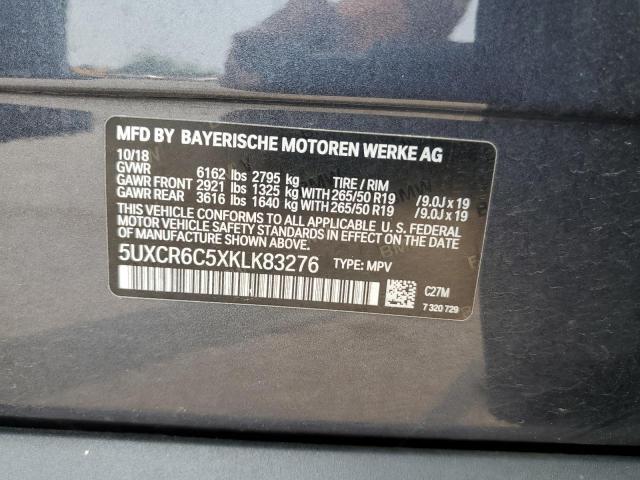 MFD BY BAYERISCHE MOTOREN WERKE AG
10/18
GVWR 6162 lbs 2795 kg TIRE / RIM
GAWR FRONT 2921 lbs 1325 kg WITH 265/50 R19 /9.0J x 19
GAWR REAR 3616 lbs 1640 kg WITH 265/50 R19 /9.0J x 19
THIS VEHICLE CONFORMS TO ALL APPLICABLE U. S. FEDERAL
MOTOR VEHICLE SAFETY STANDARDS IN EFFECT ON THE
DATE OF MANUFACTURE SHOWN ABOVE.
5UXCR6C5XKLK83276 TYPE: MPV
C27M
7 320 729